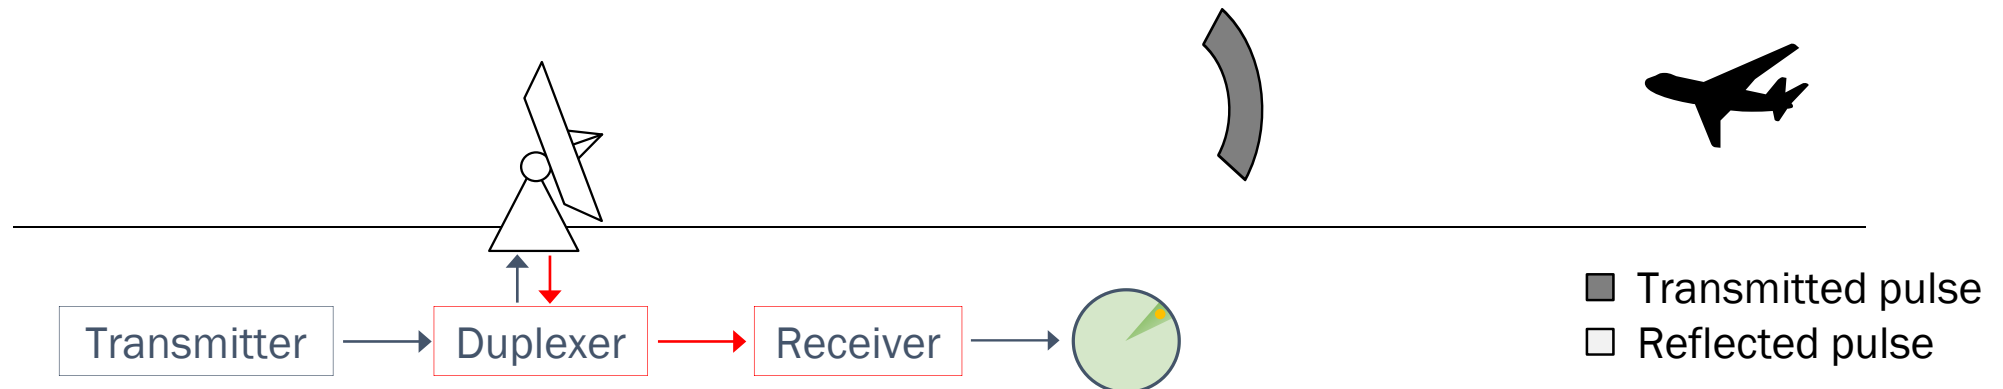 Transmitter
Duplexer
Receiver
Transmitted pulse
Reflected pulse